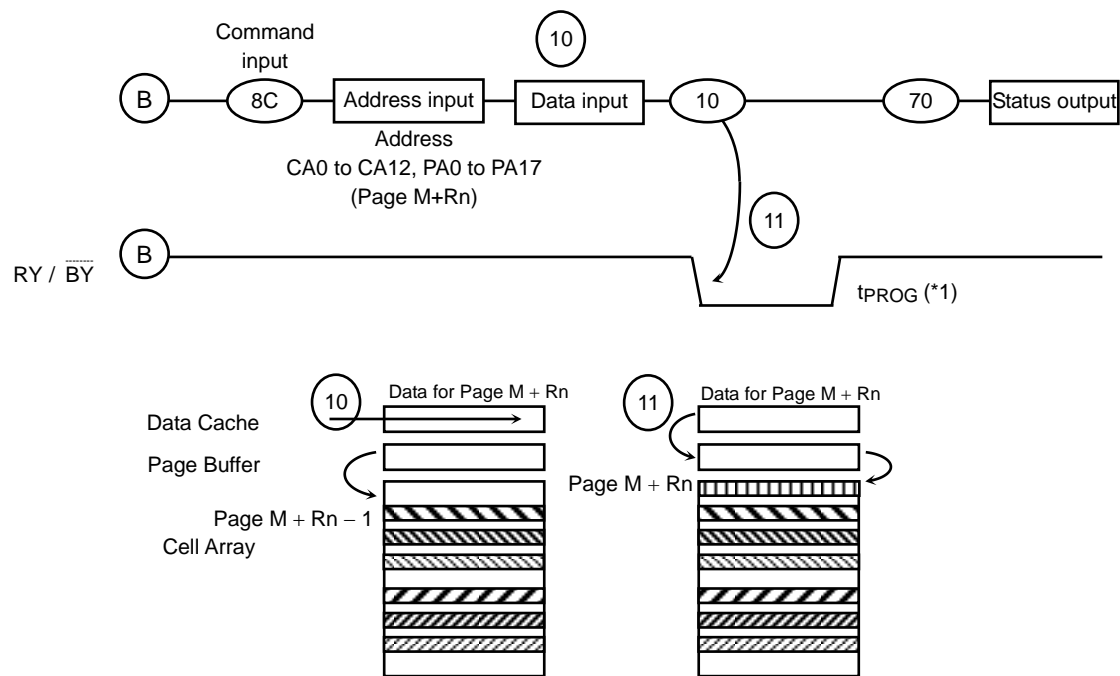 Command
input
10
B
8C
Address input
Data input
10
70
Status output
Address
CA0 to CA12, PA0 to PA17
(Page M+Rn)
11
B
RY / BY
tPROG (*1)
10
Data for Page M + Rn
11
Data for Page M + Rn
Data Cache
Page Buffer
Page M + Rn
Page M + Rn − 1
Cell Array